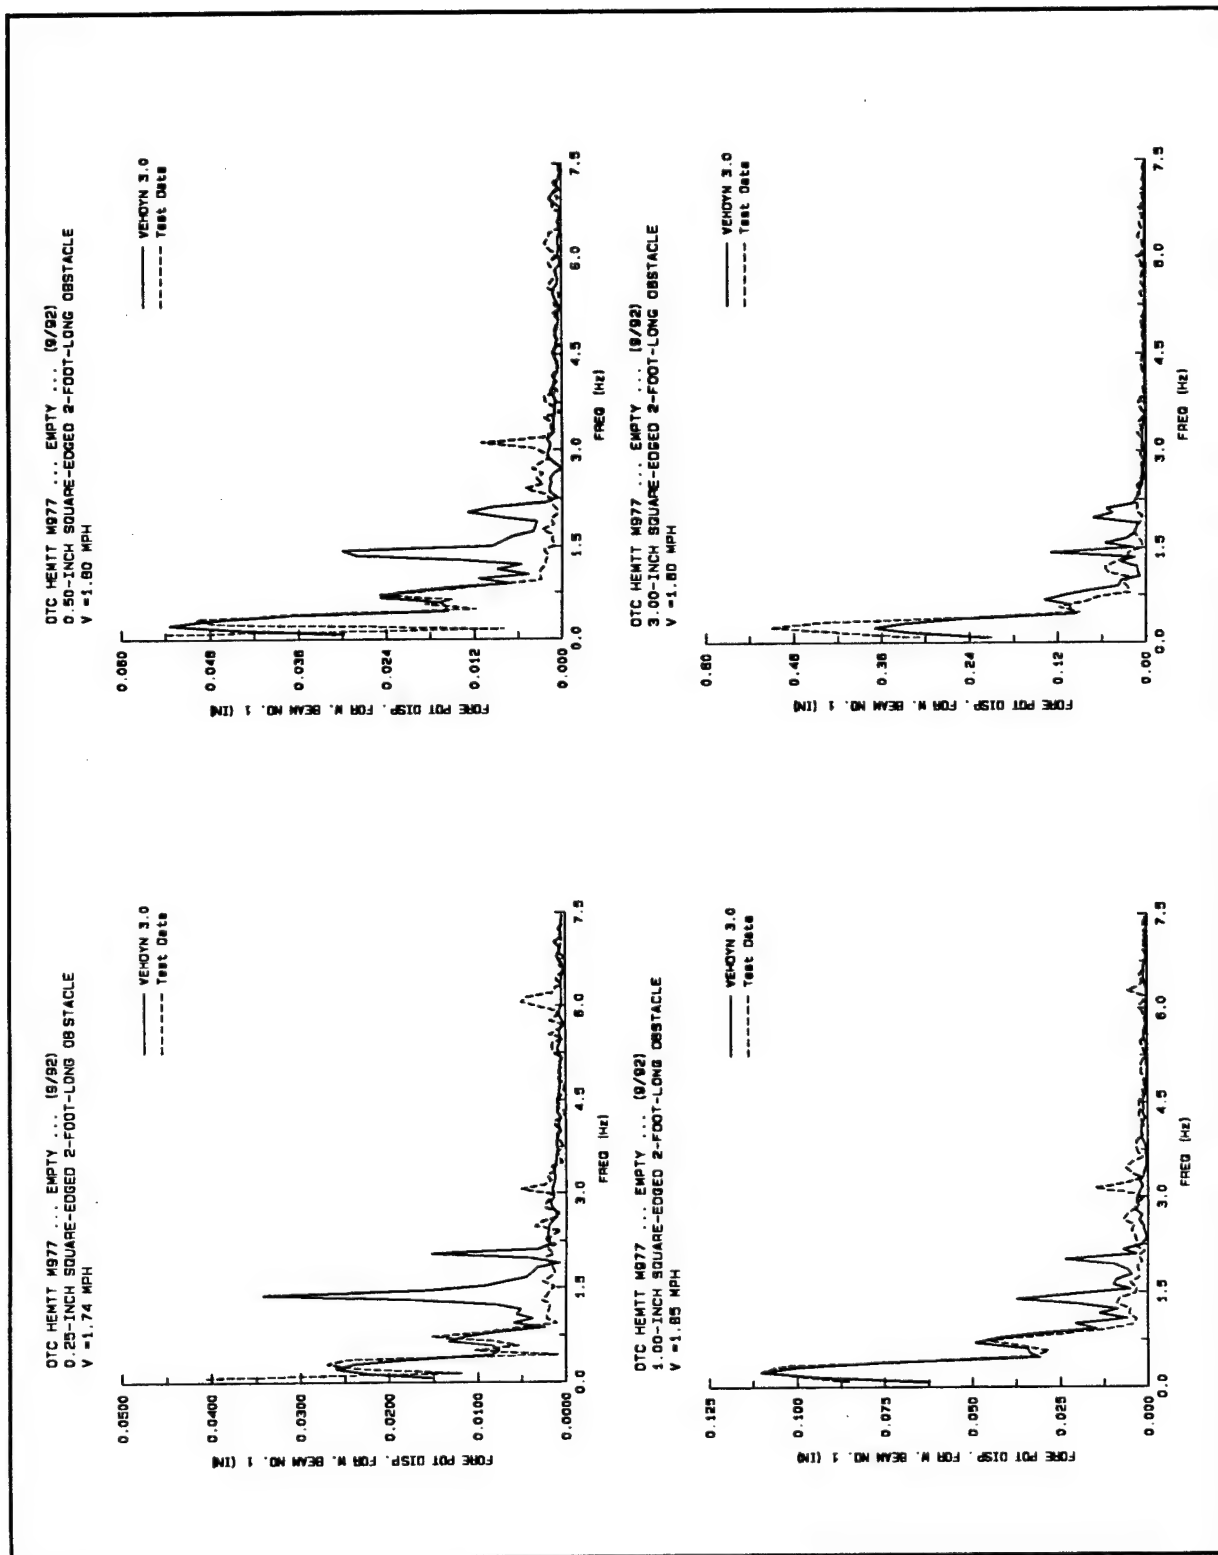 OTC HEMTT M977 ... EMPTY ... (9/92)
0.25-INCH SQUARE-EDGED 2-FOOT-LONG OBSTACLE
V =1.74 MPH
VEHDYN 3.0
Test Data
0.0500
0.0400
0.0300
0.0200
0.0100
0.0000
FORE POT DISP. FOR W. BEAM NO. 1 (IN)
0.0
1.5
3.0
4.5
6.0
7.5
FREQ (Hz)
OTC HEMTT M977 ... EMPTY ... (9/92)
0.50-INCH SQUARE-EDGED 2-FOOT-LONG OBSTACLE
V =1.80 MPH
VEHDYN 3.0
Test Data
0.060
0.048
0.036
0.024
0.012
0.000
FORE POT DISP. FOR W. BEAM NO. 1 (IN)
0.0
1.5
3.0
4.5
6.0
7.5
FREQ (Hz)
OTC HEMTT M977 ... EMPTY ... (9/92)
1.00-INCH SQUARE-EDGED 2-FOOT-LONG OBSTACLE
V =1.85 MPH
VEHDYN 3.0
Test Data
0.125
0.100
0.075
0.050
0.025
0.000
FORE POT DISP. FOR W. BEAM NO. 1 (IN)
0.0
1.5
3.0
4.5
6.0
7.5
FREQ (Hz)
OTC HEMTT M977 ... EMPTY ... (9/92)
3.00-INCH SQUARE-EDGED 2-FOOT-LONG OBSTACLE
V =1.80 MPH
VEHDYN 3.0
Test Data
0.60
0.48
0.36
0.24
0.12
0.00
FORE POT DISP. FOR W. BEAM NO. 1 (IN)
0.0
1.5
3.0
4.5
6.0
7.5
FREQ (Hz)